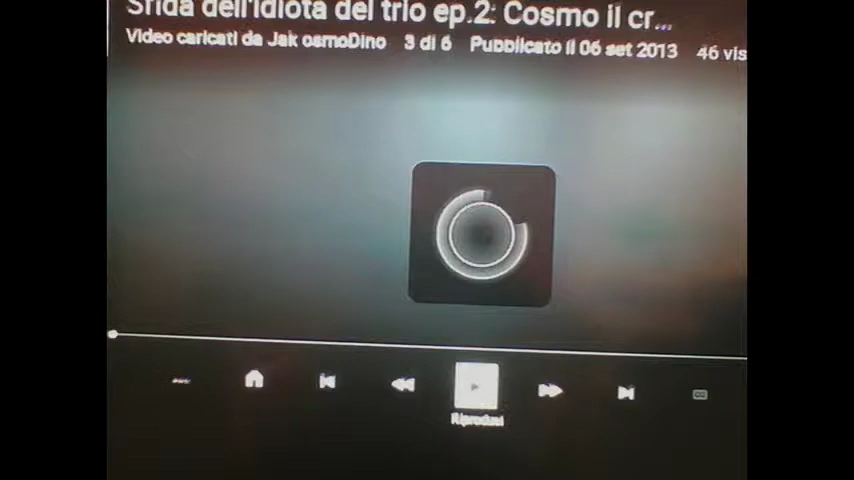 Sfida dell'idiota del trio ep.2: Cosmo il cr...
Video caricati da Jak osmoDino 3 di 6 Pubblicato il 06 set 2013 46 vis
Riproduci